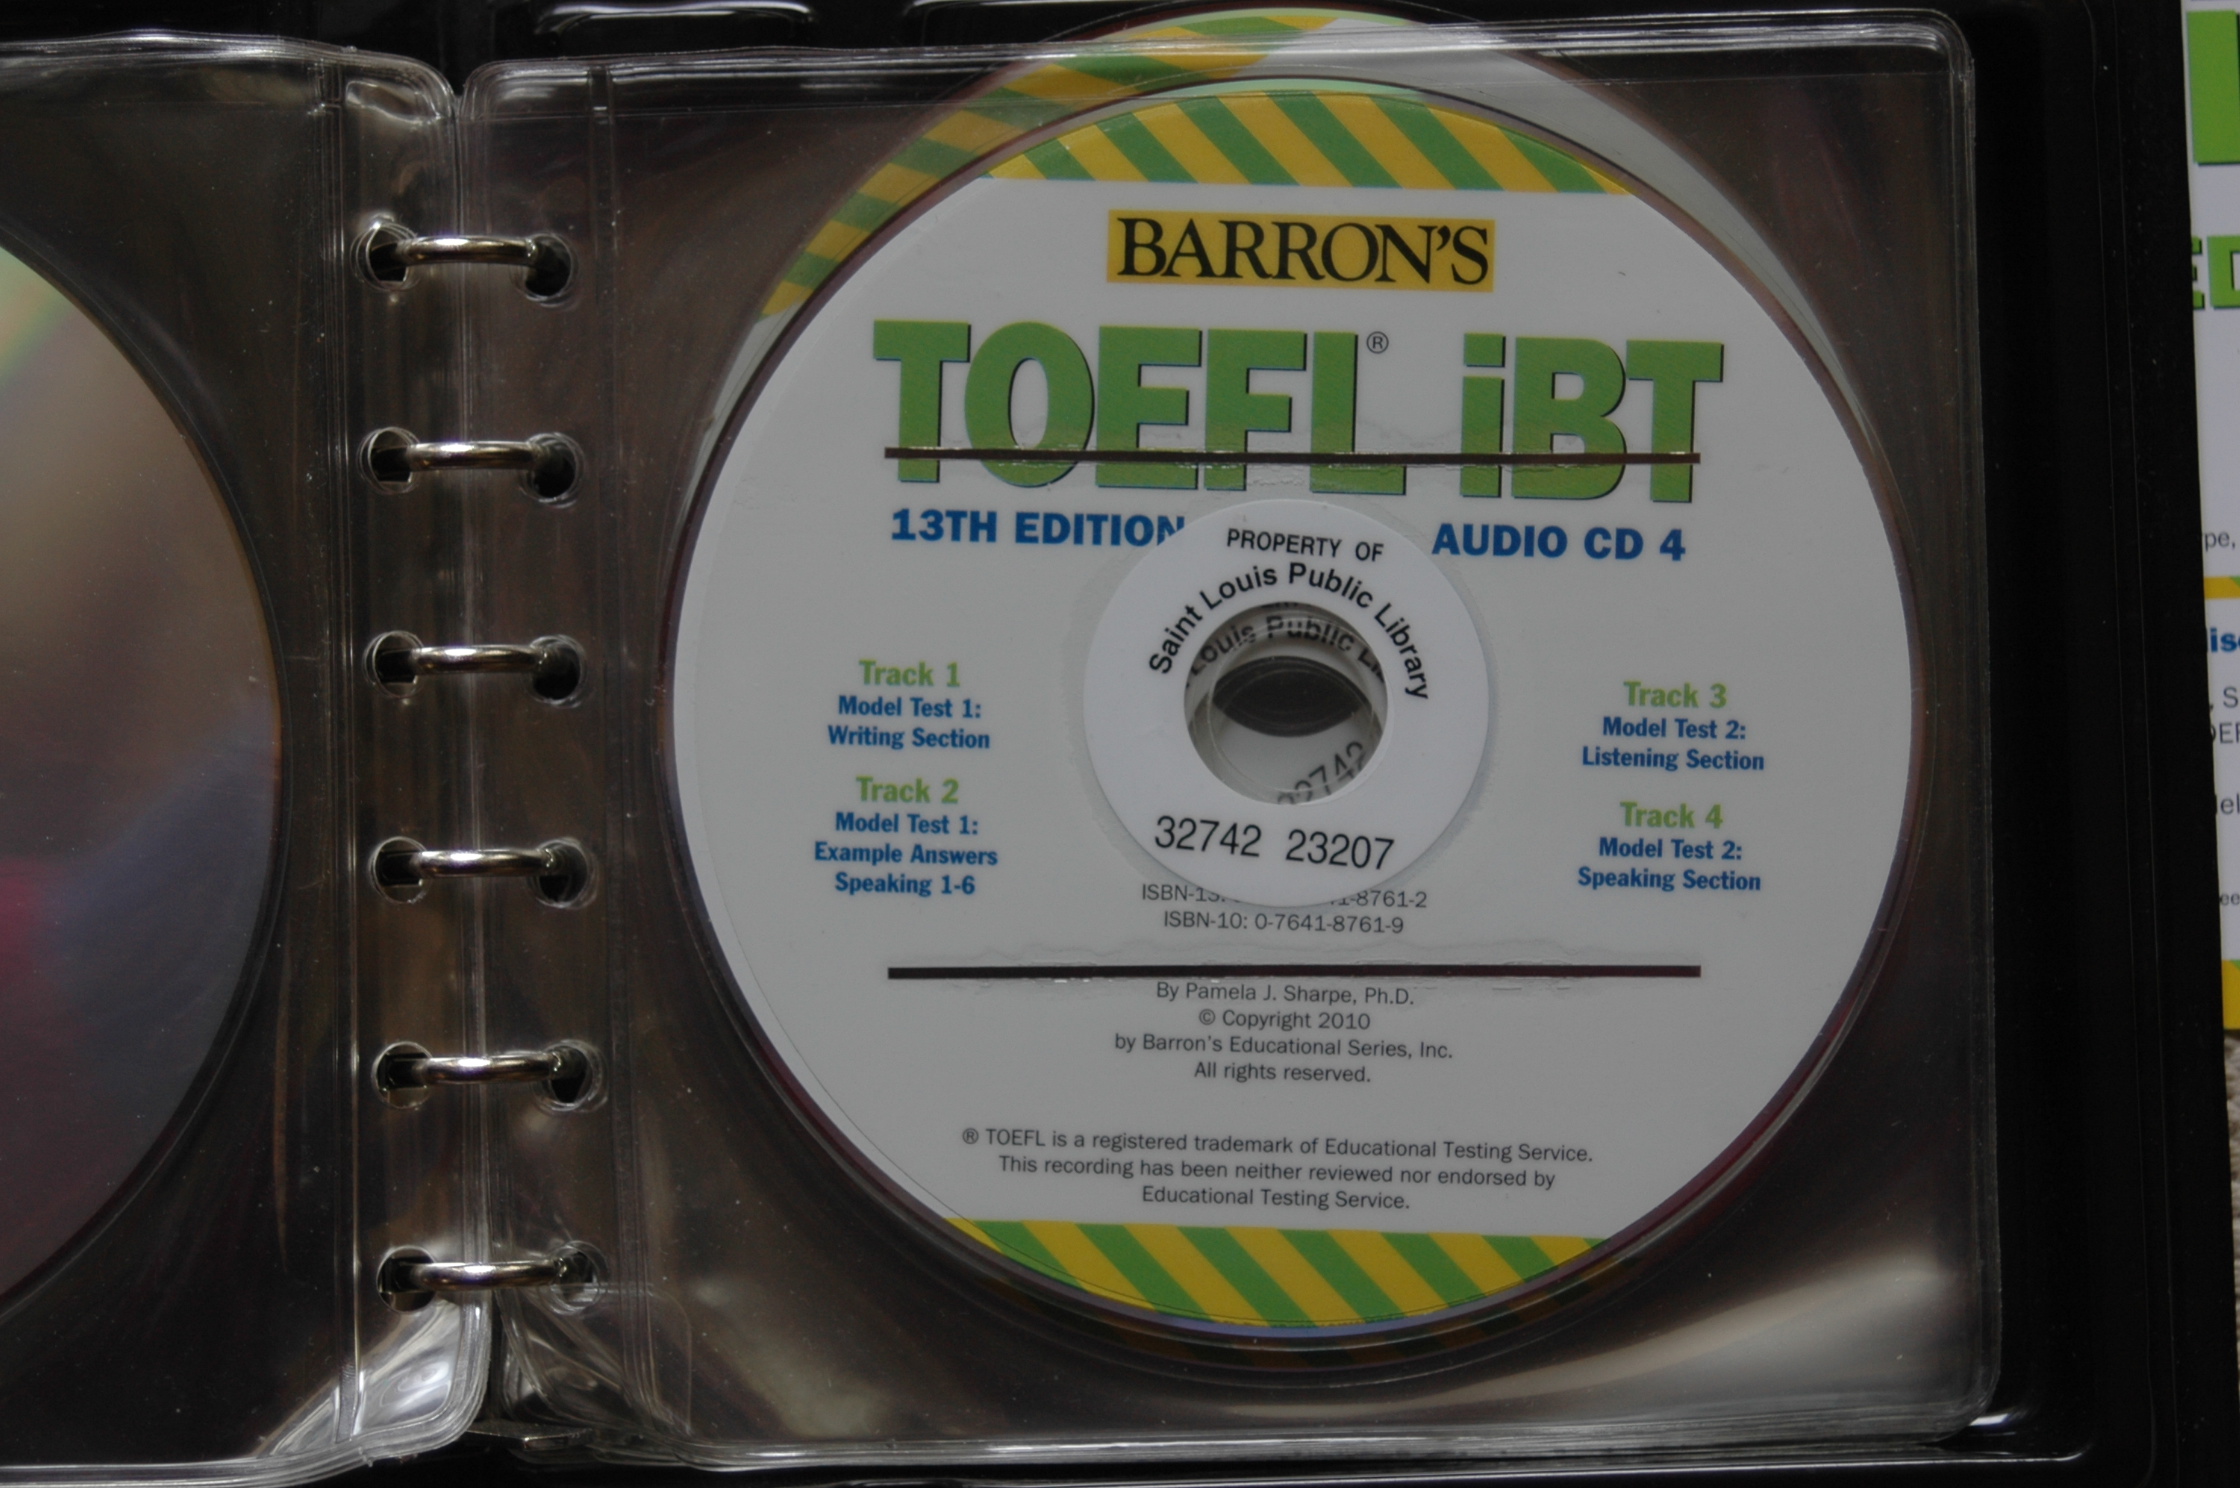 BARRON'S
TOEFL® iBT
13TH EDITION AUDIO CD 4
PROPERTY OF
Saint Louis Public Library
32742 23207
Track 1
Model Test 1:
Writing Section
Track 2
Model Test 1:
Example Answers
Speaking 1-6
Track 3
Model Test 2:
Listening Section
Track 4
Model Test 2:
Speaking Section
8761-2
ISBN-10: 0-7641-8761-9
By Pamela J. Sharpe, Ph.D.
© Copyright 2010
by Barron's Educational Series, Inc.
All rights reserved.
® TOEFL is a registered trademark of Educational Testing Service.
This recording has been neither reviewed nor endorsed by
Educational Testing Service.